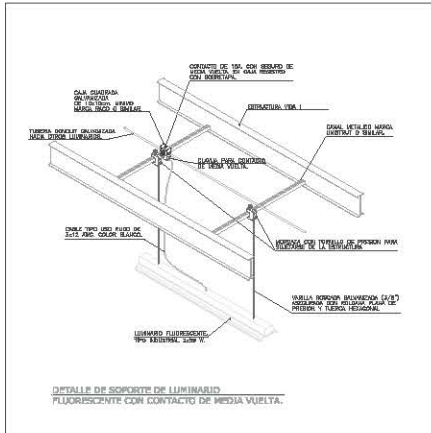 CONTACTO DE 15A. CON SEGURO DE
MEDIA VUELTA, EN CAJA REGISTRO
CON SOBRETAPA.
CAJA CUADRADA
GALVANIZADA
DE 10x10cm. MINIMO
MARCA RACO O SIMILAR.
ESTRUCTURA VIGA I
TUBERIA CONDUIT GALVANIZADA
HACIA OTROS LUMINARIOS.
CANAL METALICO MARCA
UNISTRUT O SIMILAR.
CLAVIJA PARA CONTACTO
DE MEDIA VUELTA.
CABLE TIPO USO RUDO DE
3x12 AWG. COLOR BLANCO.
MORDAZA CON TORNILLO DE PRESION PARA
SUJETARSE DE LA ESTRUCTURA
VARILLA ROSCADA GALVANIZADA (3/8")
ASEGURADA CON ROLDANA PLANA DE
PRESION Y TUERCA HEXAGONAL
LUMINARIO FLUORESCENTE,
TIPO INDUSTRIAL, W.
DETALLE DE SOPORTE DE LUMINARIO
FLUORESCENTE CON CONTACTO DE MEDIA VUELTA.